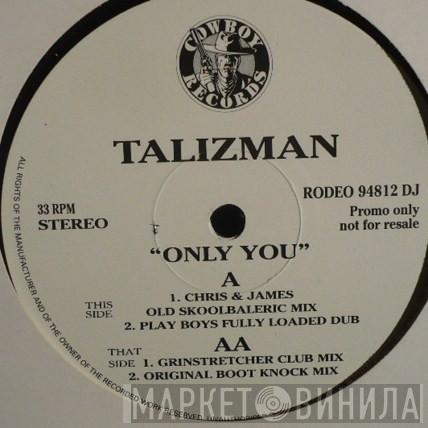 COWBOY
RECORDS
TALIZMAN
RODEO 94812 DJ
33 RPM
STEREO
Promo only
not for resale
"ONLY YOU"
A
THIS
SIDE
1. CHRIS & JAMES
OLD SKOOLBALERIC MIX
2. PLAY BOYS FULLY LOADED DUB
AA
THAT
SIDE
1. GRINSTRETCHER CLUB MIX
2. ORIGINAL BOOT KNOCK MIX
ALL RIGHTS OF THE MANUFACTURER AND OF THE OWNER OF THE RECORDED WORK RESERVED.
МАРКЕТ ВИНИЛА